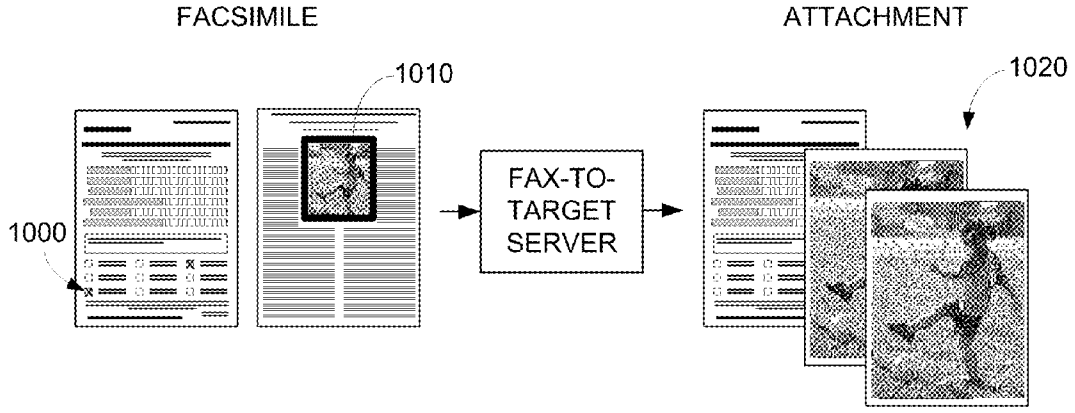 FACSIMILE
ATTACHMENT
1010
1020
1000
FAX-TO-
TARGET
SERVER